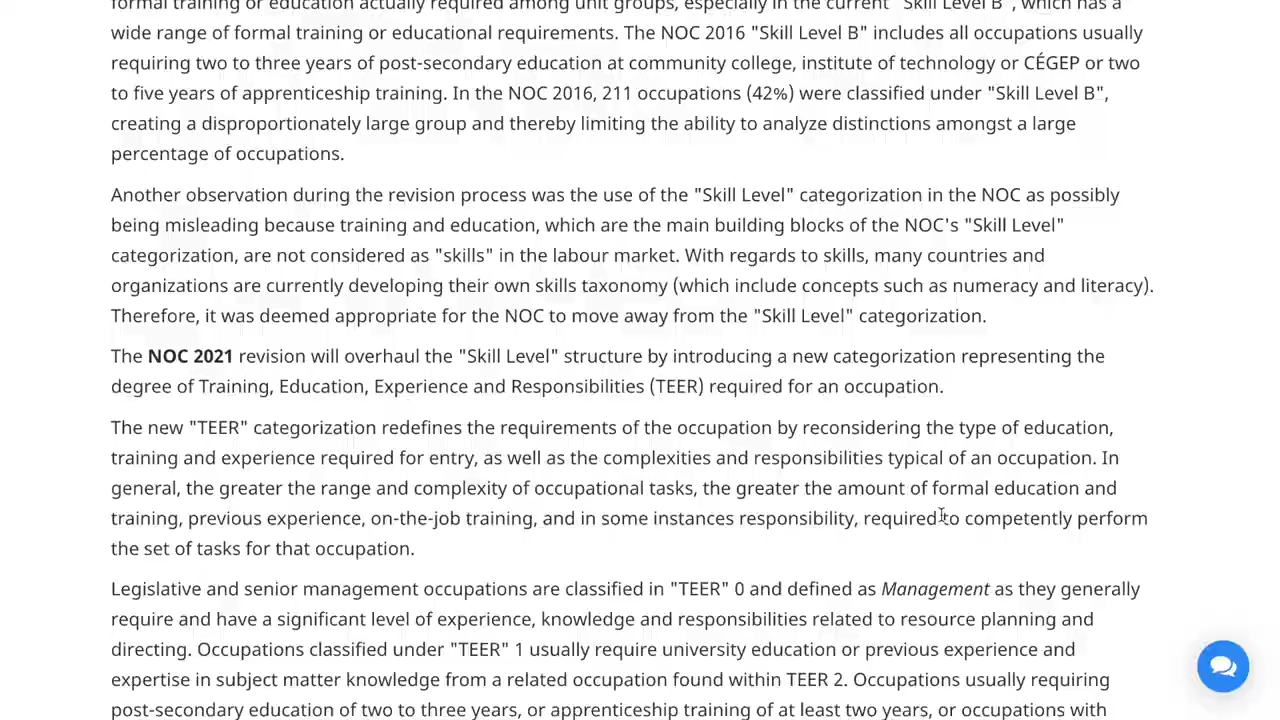 formal training or education actually required among unit groups, especially in the current "Skill Level B", which has a
wide range of formal training or educational requirements. The NOC 2016 "Skill Level B" includes all occupations usually
requiring two to three years of post-secondary education at community college, institute of technology or CÉGEP or two
to five years of apprenticeship training. In the NOC 2016, 211 occupations (42%) were classified under "Skill Level B",
creating a disproportionately large group and thereby limiting the ability to analyze distinctions amongst a large
percentage of occupations.
Another observation during the revision process was the use of the "Skill Level" categorization in the NOC as possibly
being misleading because training and education, which are the main building blocks of the NOC's "Skill Level"
categorization, are not considered as "skills" in the labour market. With regards to skills, many countries and
organizations are currently developing their own skills taxonomy (which include concepts such as numeracy and literacy).
Therefore, it was deemed appropriate for the NOC to move away from the "Skill Level" categorization.
The NOC 2021 revision will overhaul the "Skill Level" structure by introducing a new categorization representing the
degree of Training, Education, Experience and Responsibilities (TEER) required for an occupation.
The new "TEER" categorization redefines the requirements of the occupation by reconsidering the type of education,
training and experience required for entry, as well as the complexities and responsibilities typical of an occupation. In
general, the greater the range and complexity of occupational tasks, the greater the amount of formal education and
training, previous experience, on-the-job training, and in some instances responsibility, required to competently perform
the set of tasks for that occupation.
Legislative and senior management occupations are classified in "TEER" 0 and defined as Management as they generally
require and have a significant level of experience, knowledge and responsibilities related to resource planning and
directing. Occupations classified under "TEER" 1 usually require university education or previous experience and
expertise in subject matter knowledge from a related occupation found within TEER 2. Occupations usually requiring
post-secondary education of two to three years, or apprenticeship training of at least two years, or occupations with